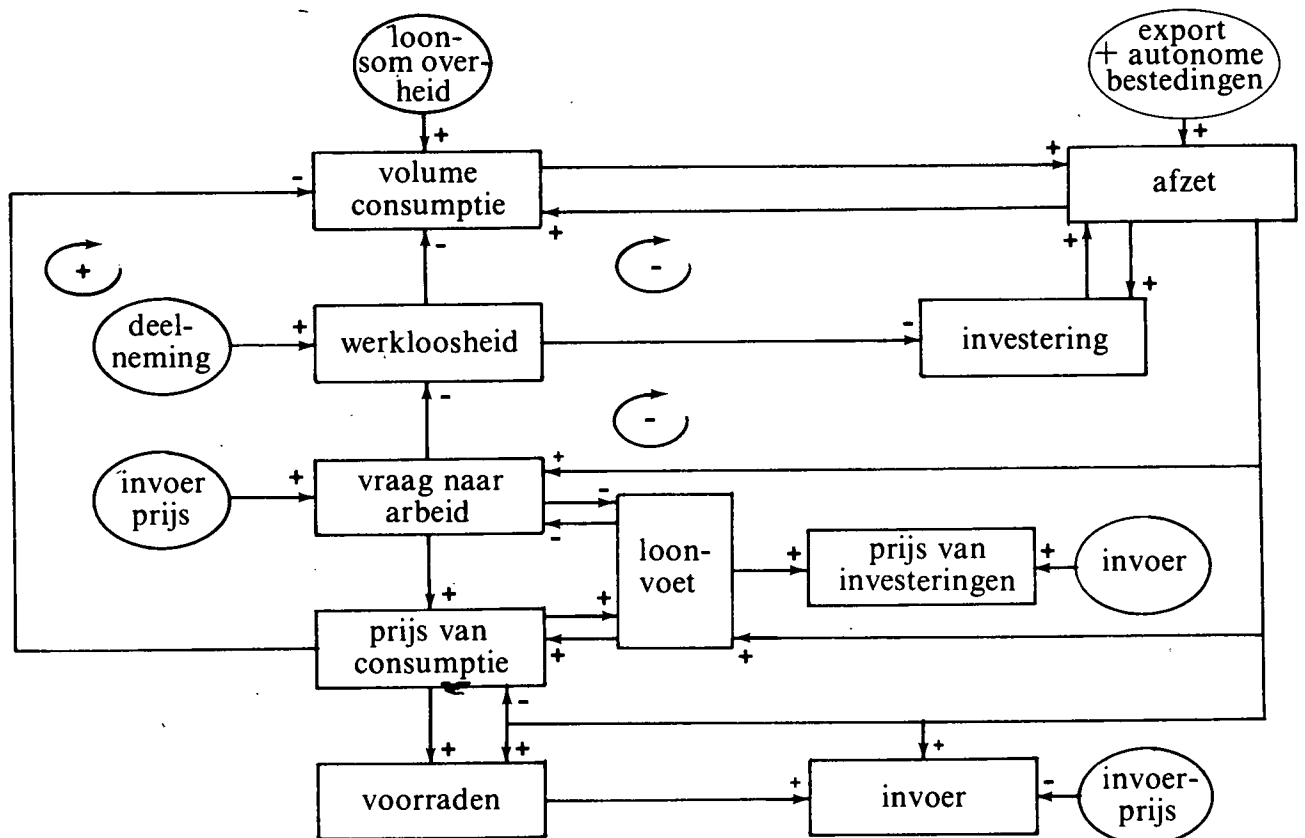 loon-
som over-
heid
export
+ autonome
bestedingen
+
+
-
volume
consumptie
+
afzet
+
-
+
+
+
-
deel-
neming
+
werkloosheid
-
investering
-
-
invoer
prijs
+
vraag naar
arbeid
+
-
-
loon-
voet
+
prijs van
investeringen
+
invoer
+
prijs van
consumptie
+
+
+
-
+
+
+
voorraden
+
invoer
-
invoer-
prijs